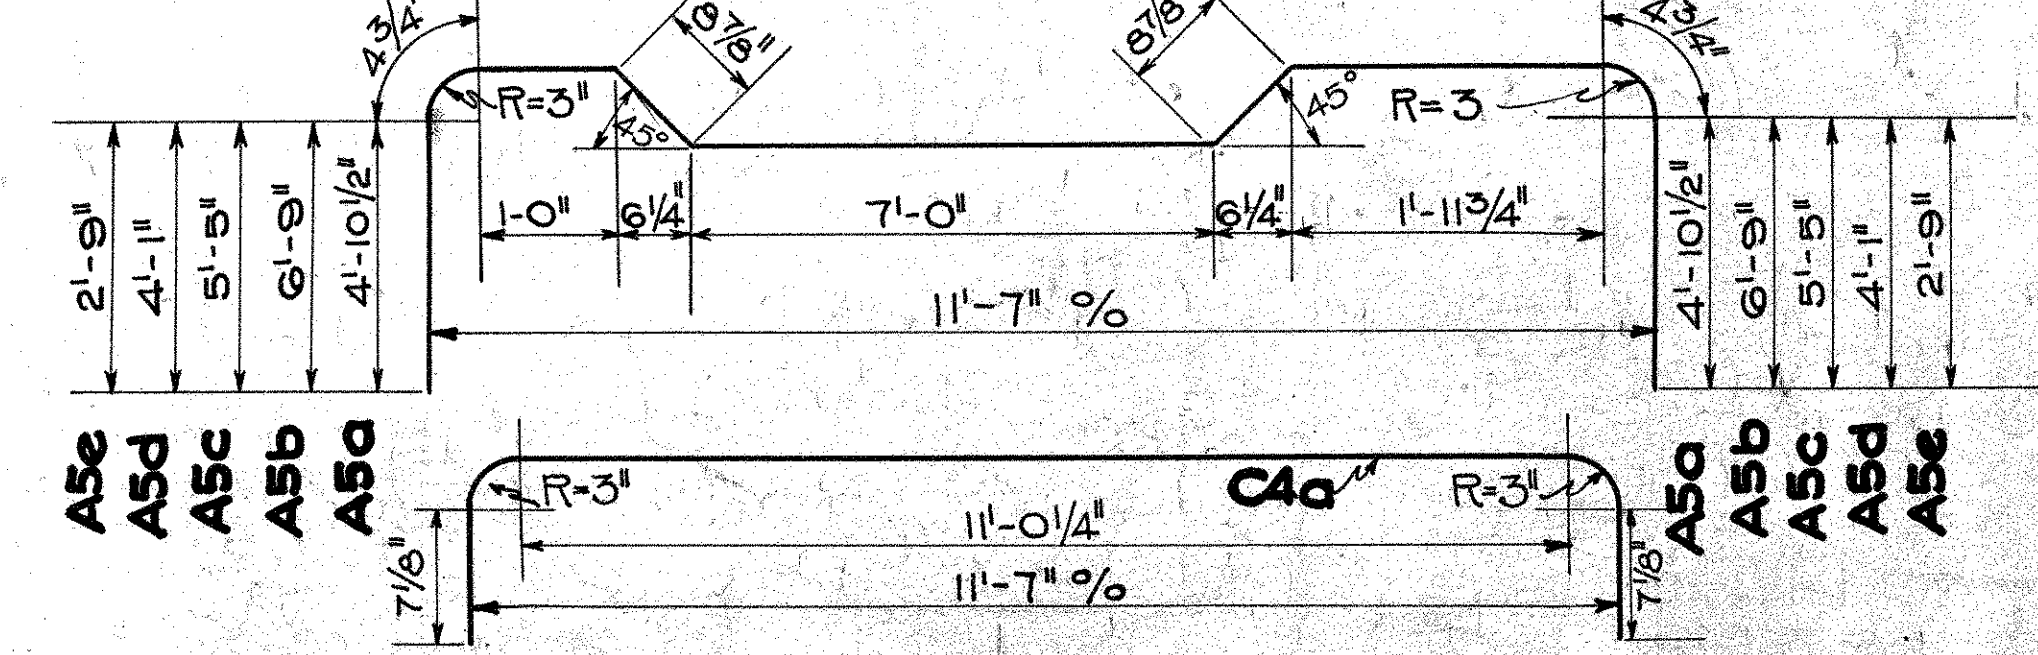 4 3/4"
8 7/8"
8 7/8"
4 3/4"
R=3"
45°
45°
R=3
2'-9"
4'-1"
5'-5"
6'-9"
4'-10 1/2"
1-0"
6 1/4"
7'-0"
6 1/4"
1'-11 3/4"
4'-10 1/2"
6'-9"
5'-5"
4'-1"
2'-9"
11'-7" %
A5e
A5d
A5c
A5b
A5a
R=3"
C4a
R=3"
A5a
A5b
A5c
A5d
A5e
11'-0 1/4"
7 1/8"
11'-7" %
7 1/8"